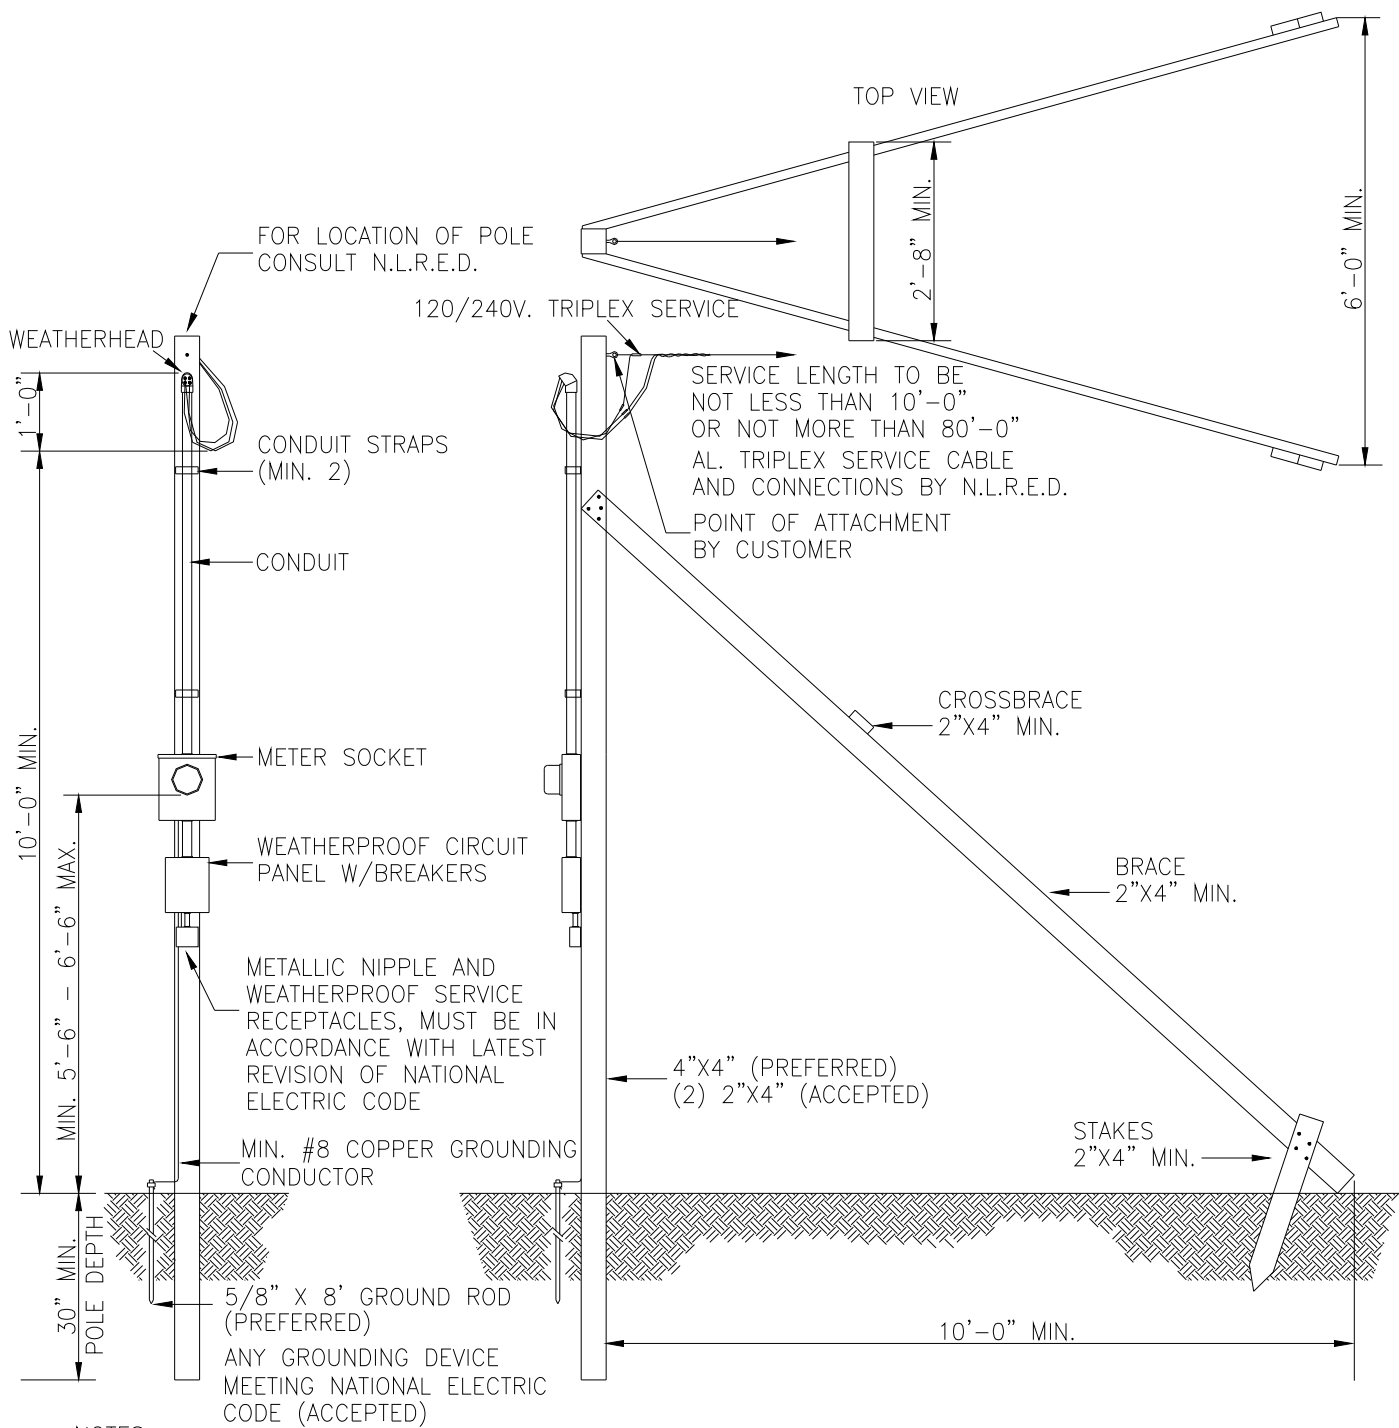 TOP VIEW
2'-8" MIN.
6'-0" MIN.
FOR LOCATION OF POLE
CONSULT N.L.R.E.D.
120/240V. TRIPLEX SERVICE
WEATHERHEAD
1'-0"
SERVICE LENGTH TO BE
NOT LESS THAN 10'-0"
OR NOT MORE THAN 80'-0"
AL. TRIPLEX SERVICE CABLE
AND CONNECTIONS BY N.L.R.E.D.
POINT OF ATTACHMENT
BY CUSTOMER
CONDUIT STRAPS
(MIN. 2)
CONDUIT
CROSSBRACE
2"X4" MIN.
METER SOCKET
10'-0" MIN.
MIN. 5'-6" - 6'-6" MAX.
WEATHERPROOF CIRCUIT
PANEL W/BREAKERS
BRACE
2"X4" MIN.
METALLIC NIPPLE AND
WEATHERPROOF SERVICE
RECEPTACLES, MUST BE IN
ACCORDANCE WITH LATEST
REVISION OF NATIONAL
ELECTRIC CODE
4"X4" (PREFERRED)
(2) 2"X4" (ACCEPTED)
STAKES
2"X4" MIN.
MIN. #8 COPPER GROUNDING
CONDUCTOR
30" MIN.
POLE DEPTH
5/8" X 8' GROUND ROD
(PREFERRED)
10'-0" MIN.
ANY GROUNDING DEVICE
MEETING NATIONAL ELECTRIC
CODE (ACCEPTED)